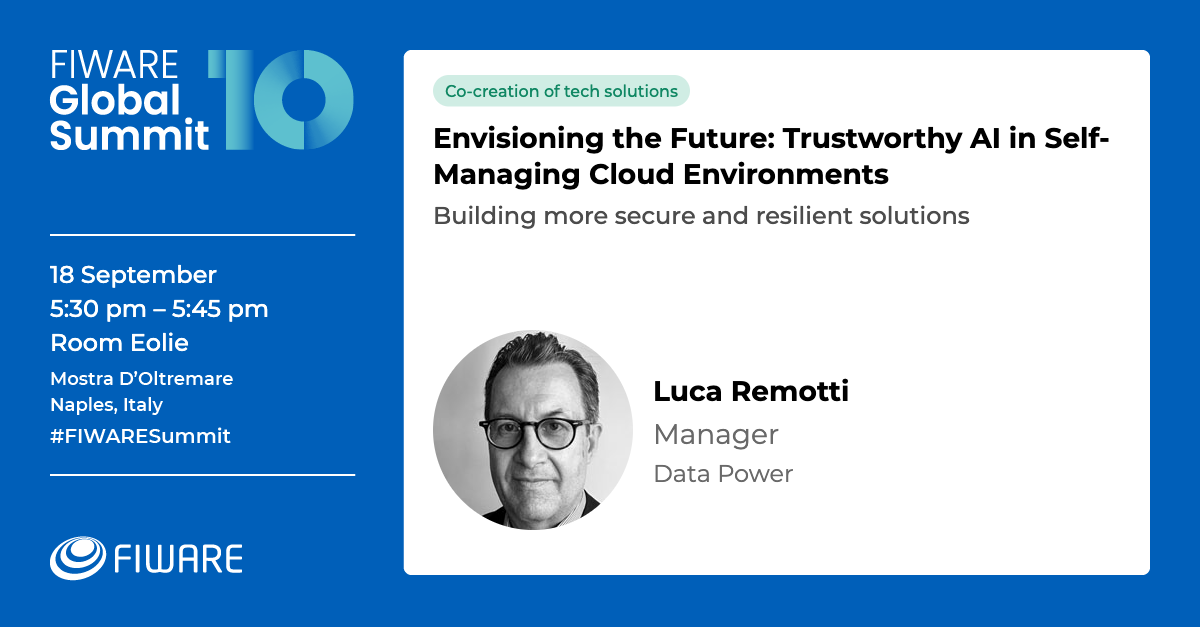 FIWARE
Global
Summit
10
18 September
5:30 pm – 5:45 pm
Room Eolie
Mostra D’Oltremare
Naples, Italy
#FIWARESummit
FIWARE
Co-creation of tech solutions
Envisioning the Future: Trustworthy AI in Self-
Managing Cloud Environments
Building more secure and resilient solutions
Luca Remotti
Manager
Data Power